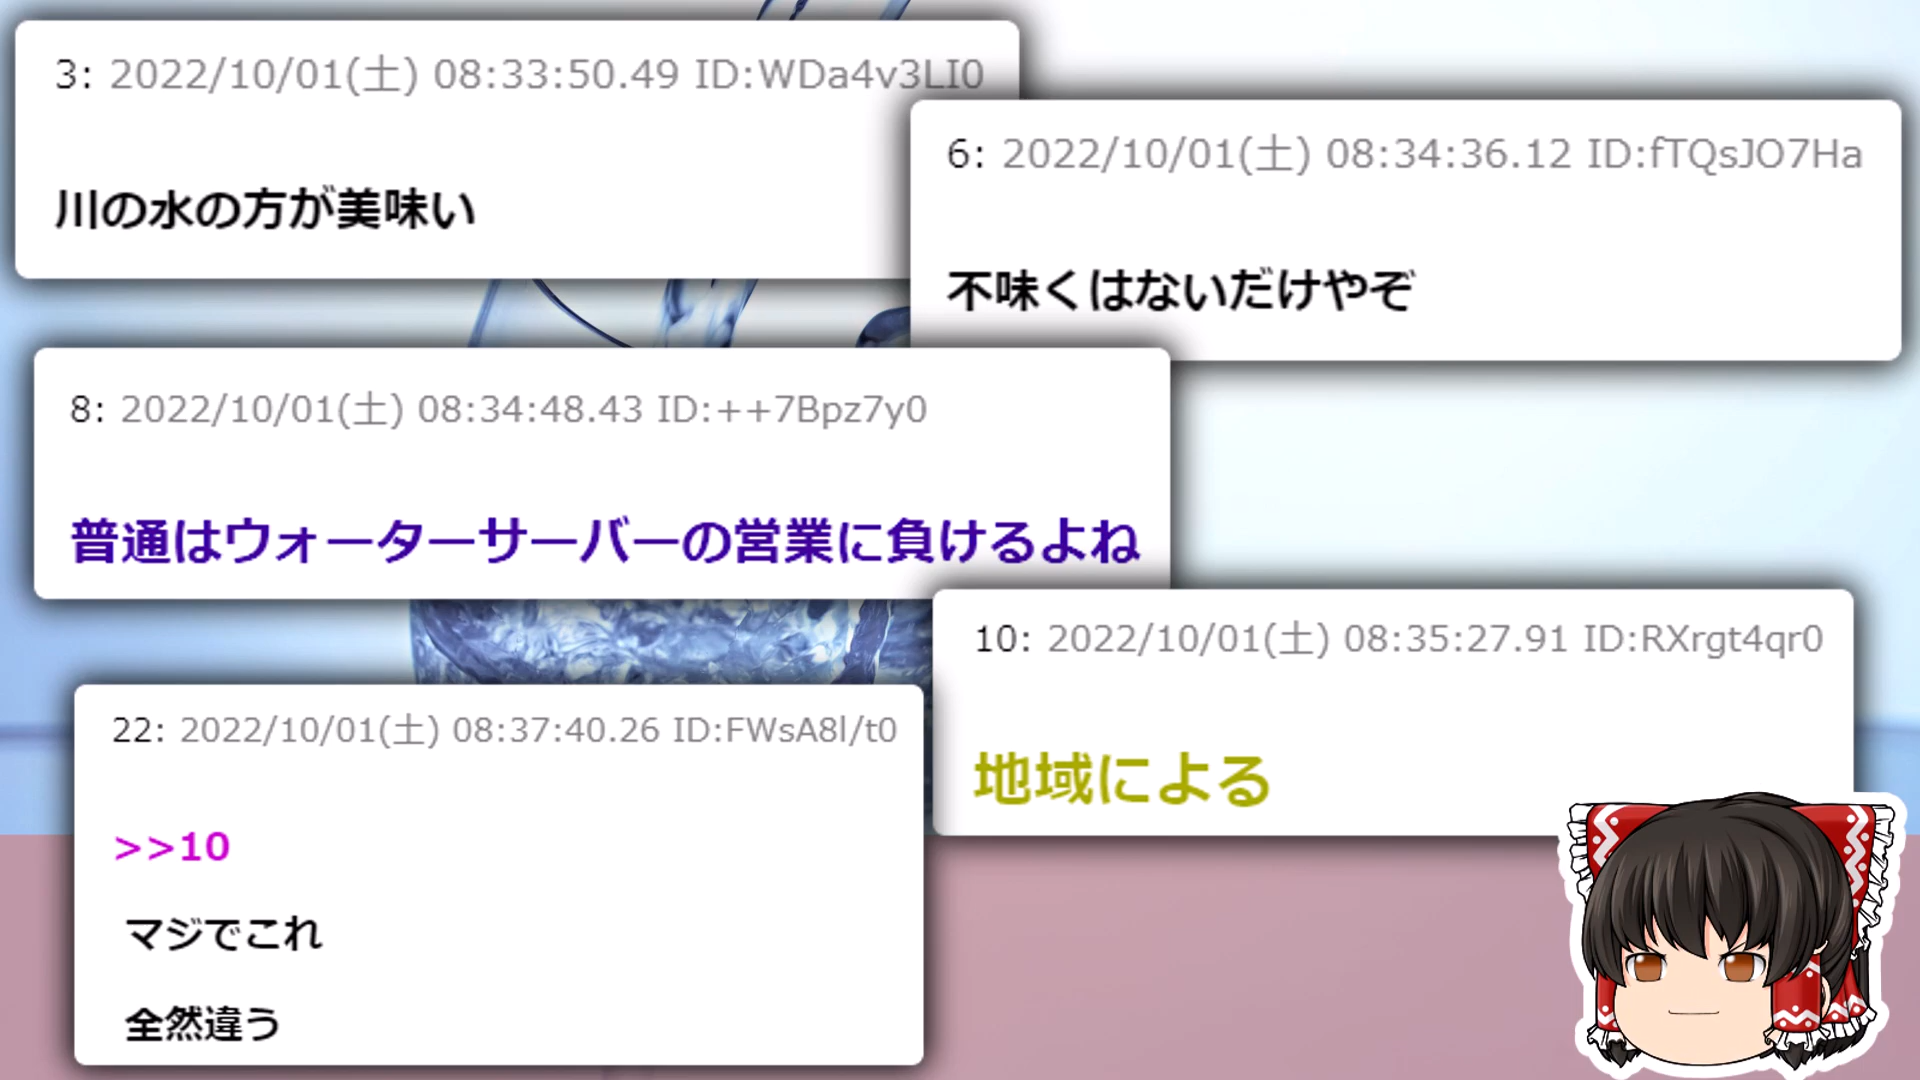 3: 2022/10/01(土) 08:33:50.49 ID:WDa4v3LI0
川の水の方が美味い
6: 2022/10/01(土) 08:34:36.12 ID:fTQsJO7Ha
不味くはないだけやぞ
8: 2022/10/01(土) 08:34:48.43 ID:++7Bpz7y0
普通はウォーターサーバーの営業に負けるよね
10: 2022/10/01(土) 08:35:27.91 ID:RXrgt4qr0
地域による
22: 2022/10/01(土) 08:37:40.26 ID:FWsA8l/t0
>>10
マジでこれ
全然違う